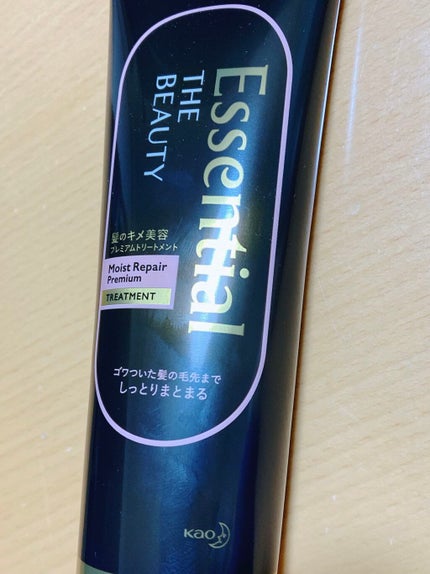 Essential
THE
BEAUTY
髪のキメ美容
プレミアムトリートメント
Moist Repair
Premium
TREATMENT
ゴワついた髪の毛先まで
しっとりまとまる
Kao